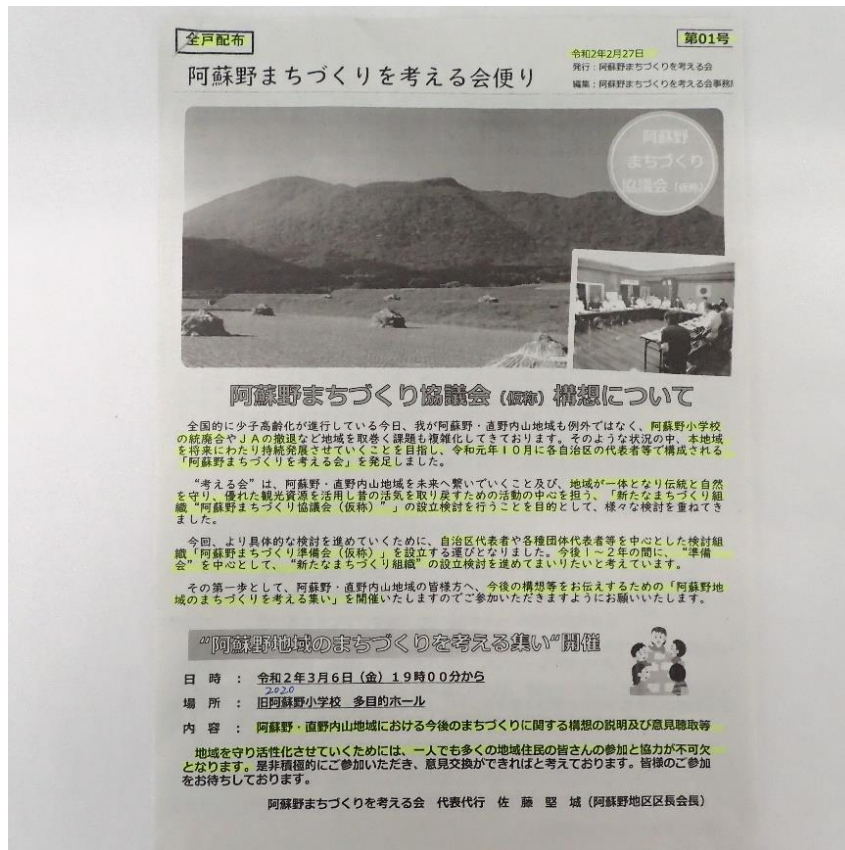 全戸配布
第01号
令和2年2月27日
発行：阿蘇野まちづくりを考える会
阿蘇野まちづくりを考える会便り
編集：阿蘇野まちづくりを考える会事務局
阿蘇野
まちづくり
協議会（仮称）
阿蘇野まちづくり協議会（仮称）構想について
全国的に少子高齢化が進行している今日、我が阿蘇野・直野内山地域も例外ではなく、阿蘇野小学校
の統廃合やＪＡの撤退など地域を取巻く課題も複雑化してきております。そのような状況の中、本地域
を将来にわたり持続発展させていくことを目指し、令和元年１０月に各自治区の代表者等で構成される
「阿蘇野まちづくりを考える会」を発足しました。
“考える会”は、阿蘇野・直野内山地域を未来へ繋いでいくこと及び、地域が一体となり伝統と自然
を守り、優れた観光資源を活用し昔の活気を取り戻すための活動の中心を担う、「新たなまちづくり組
織“阿蘇野まちづくり協議会（仮称）”」の設立検討を行うことを目的として、様々な検討を重ねてき
ました。
今回、より具体的な検討を進めていくために、自治区代表者や各種団体代表者等を中心とした検討組
織「阿蘇野まちづくり準備会（仮称）」を設立する運びとなりました。今後１～２年の間に、“準備
会”を中心として、“新たなまちづくり組織”の設立検討を進めてまいりたいと考えています。
その第一歩として、阿蘇野・直野内山地域の皆様方へ、今後の構想等をお伝えするための「阿蘇野地
域のまちづくりを考える集い」を開催いたしますのでご参加いただきますようにお願いいたします。
“阿蘇野地域のまちづくりを考える集い“開催
日 時 ： 令和２年３月６日（金）１９時００分から
2020
場 所 ： 旧阿蘇野小学校 多目的ホール
内 容 ： 阿蘇野・直野内山地域における今後のまちづくりに関する構想の説明及び意見聴取等
地域を守り活性化させていくためには、一人でも多くの地域住民の皆さんの参加と協力が不可欠
となります。是非積極的にご参加いただき、意見交換ができればと考えております。皆様のご参加
をお待ちしております。
阿蘇野まちづくりを考える会 代表代行 佐 藤 堅 城（阿蘇野地区区長会長）